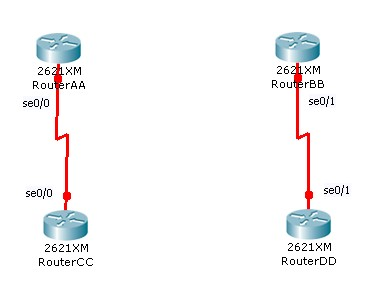 2621XM
RouterAA
2621XM
RouterBB
se0/0
se0/1
se0/0
se0/1
2621XM
RouterCC
2621XM
RouterDD